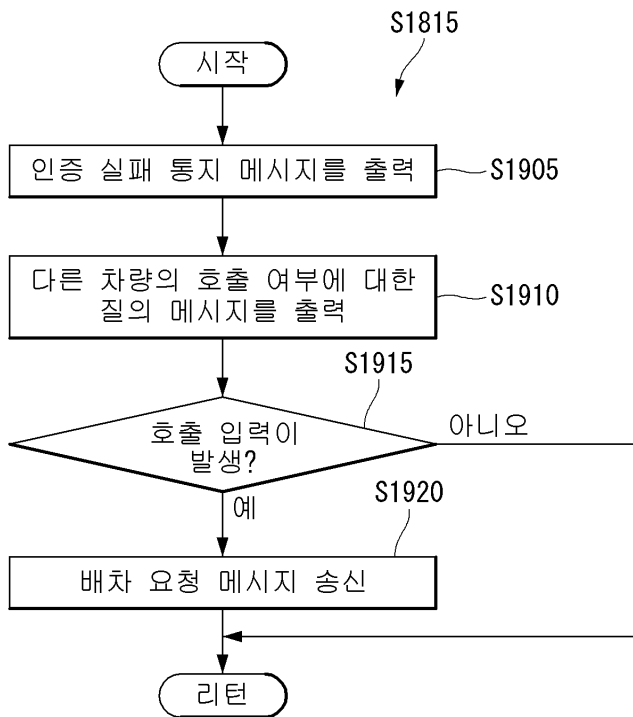 S1815
시작
인증 실패 통지 메시지를 출력
S1905
다른 차량의 호출 여부에 대한
질의 메시지를 출력
S1910
S1915
호출 입력이
발생?
아니오
예
S1920
배차 요청 메시지 송신
리턴